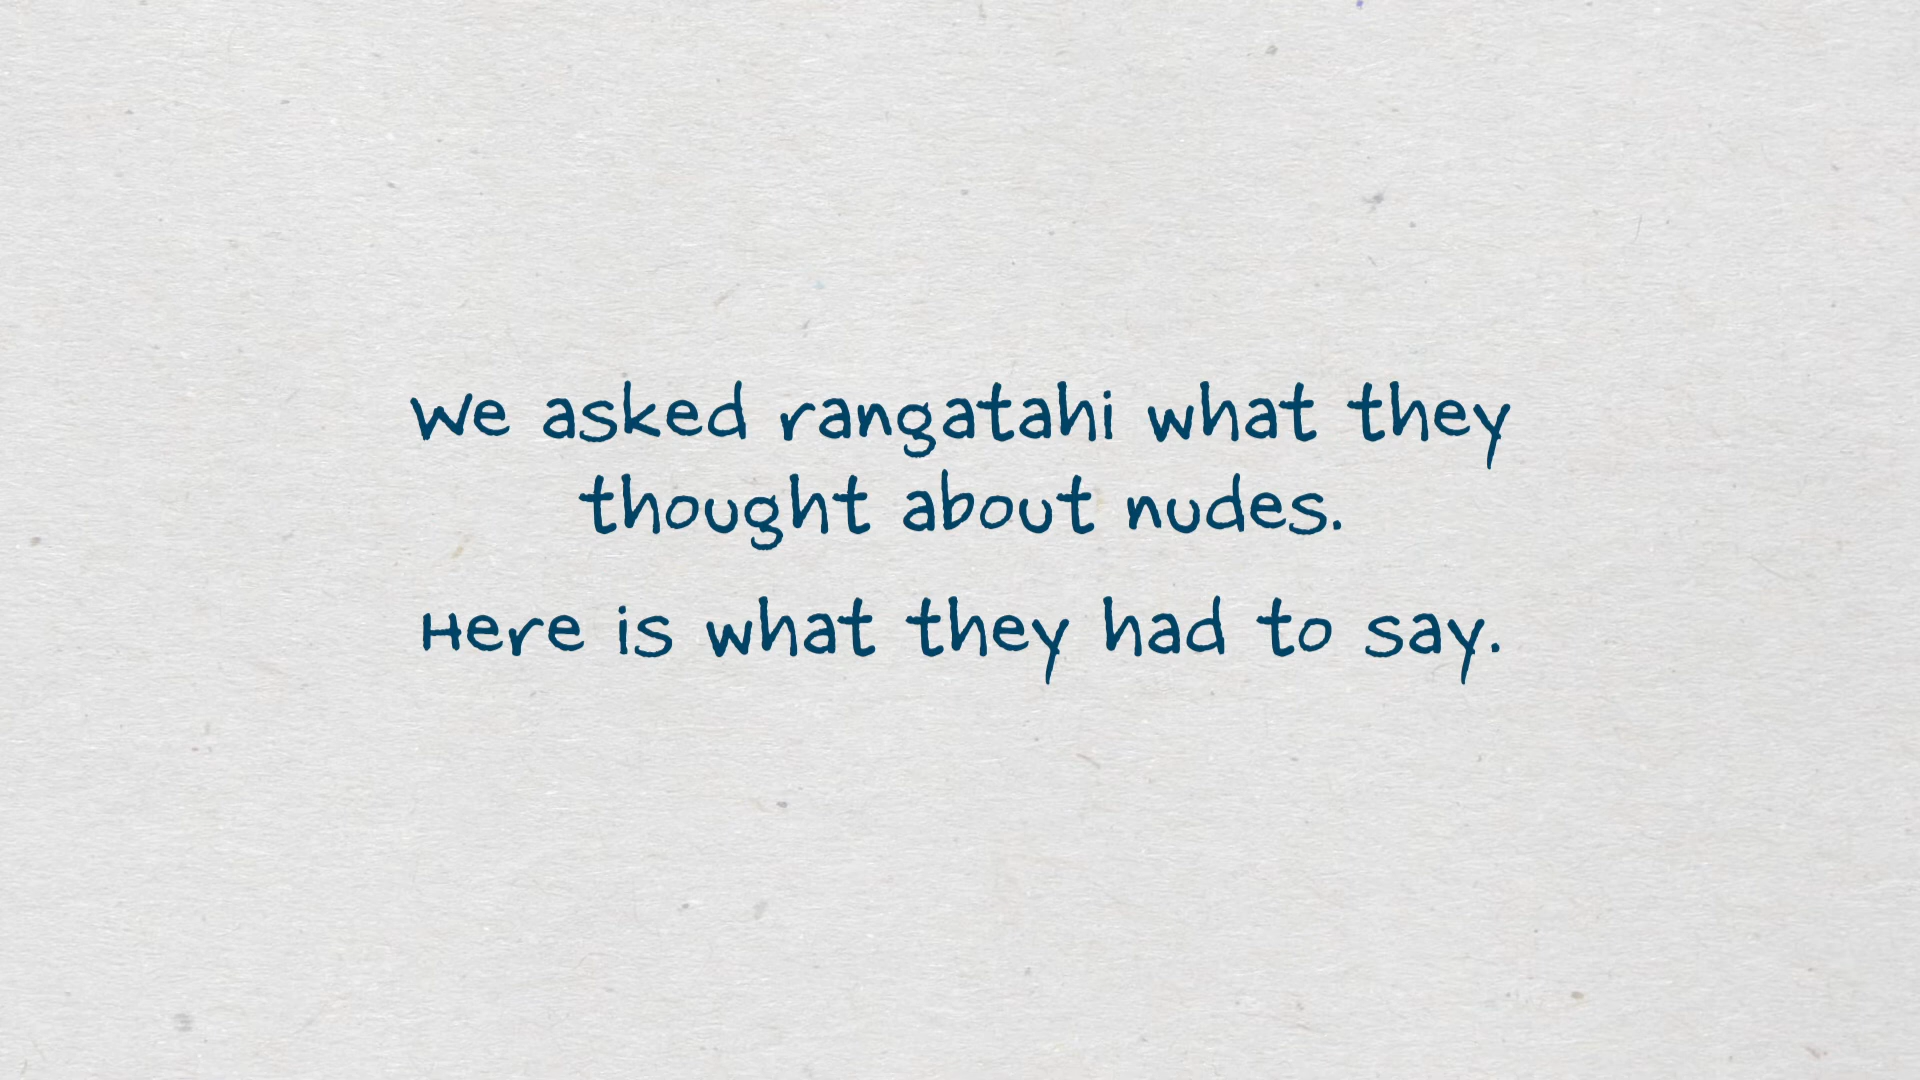 We asked rangatahi what they
thought about nudes.
Here is what they had to say.